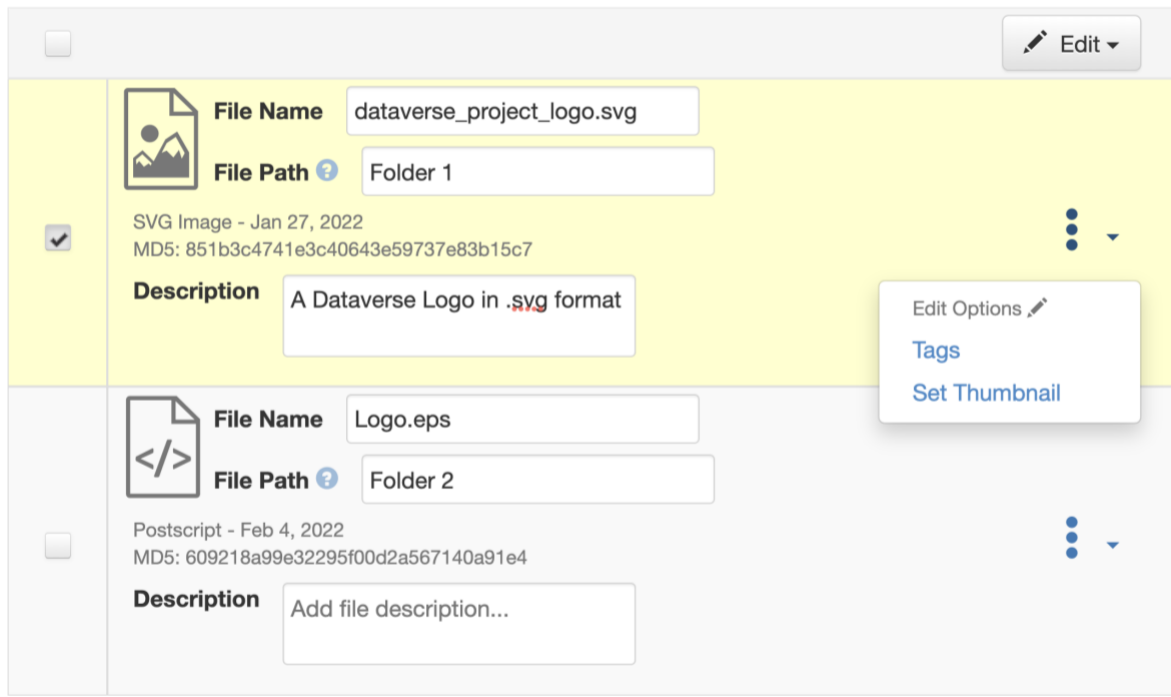 Edit
File Name dataverse_project_logo.svg
File Path ? Folder 1
SVG Image - Jan 27, 2022
MD5: 851b3c4741e3c40643e59737e83b15c7
Description A Dataverse Logo in .svg format
Edit Options
Tags
Set Thumbnail
</> File Name Logo.eps
File Path ? Folder 2
Postscript - Feb 4, 2022
MD5: 609218a99e32295f00d2a567140a91e4
Description Add file description...